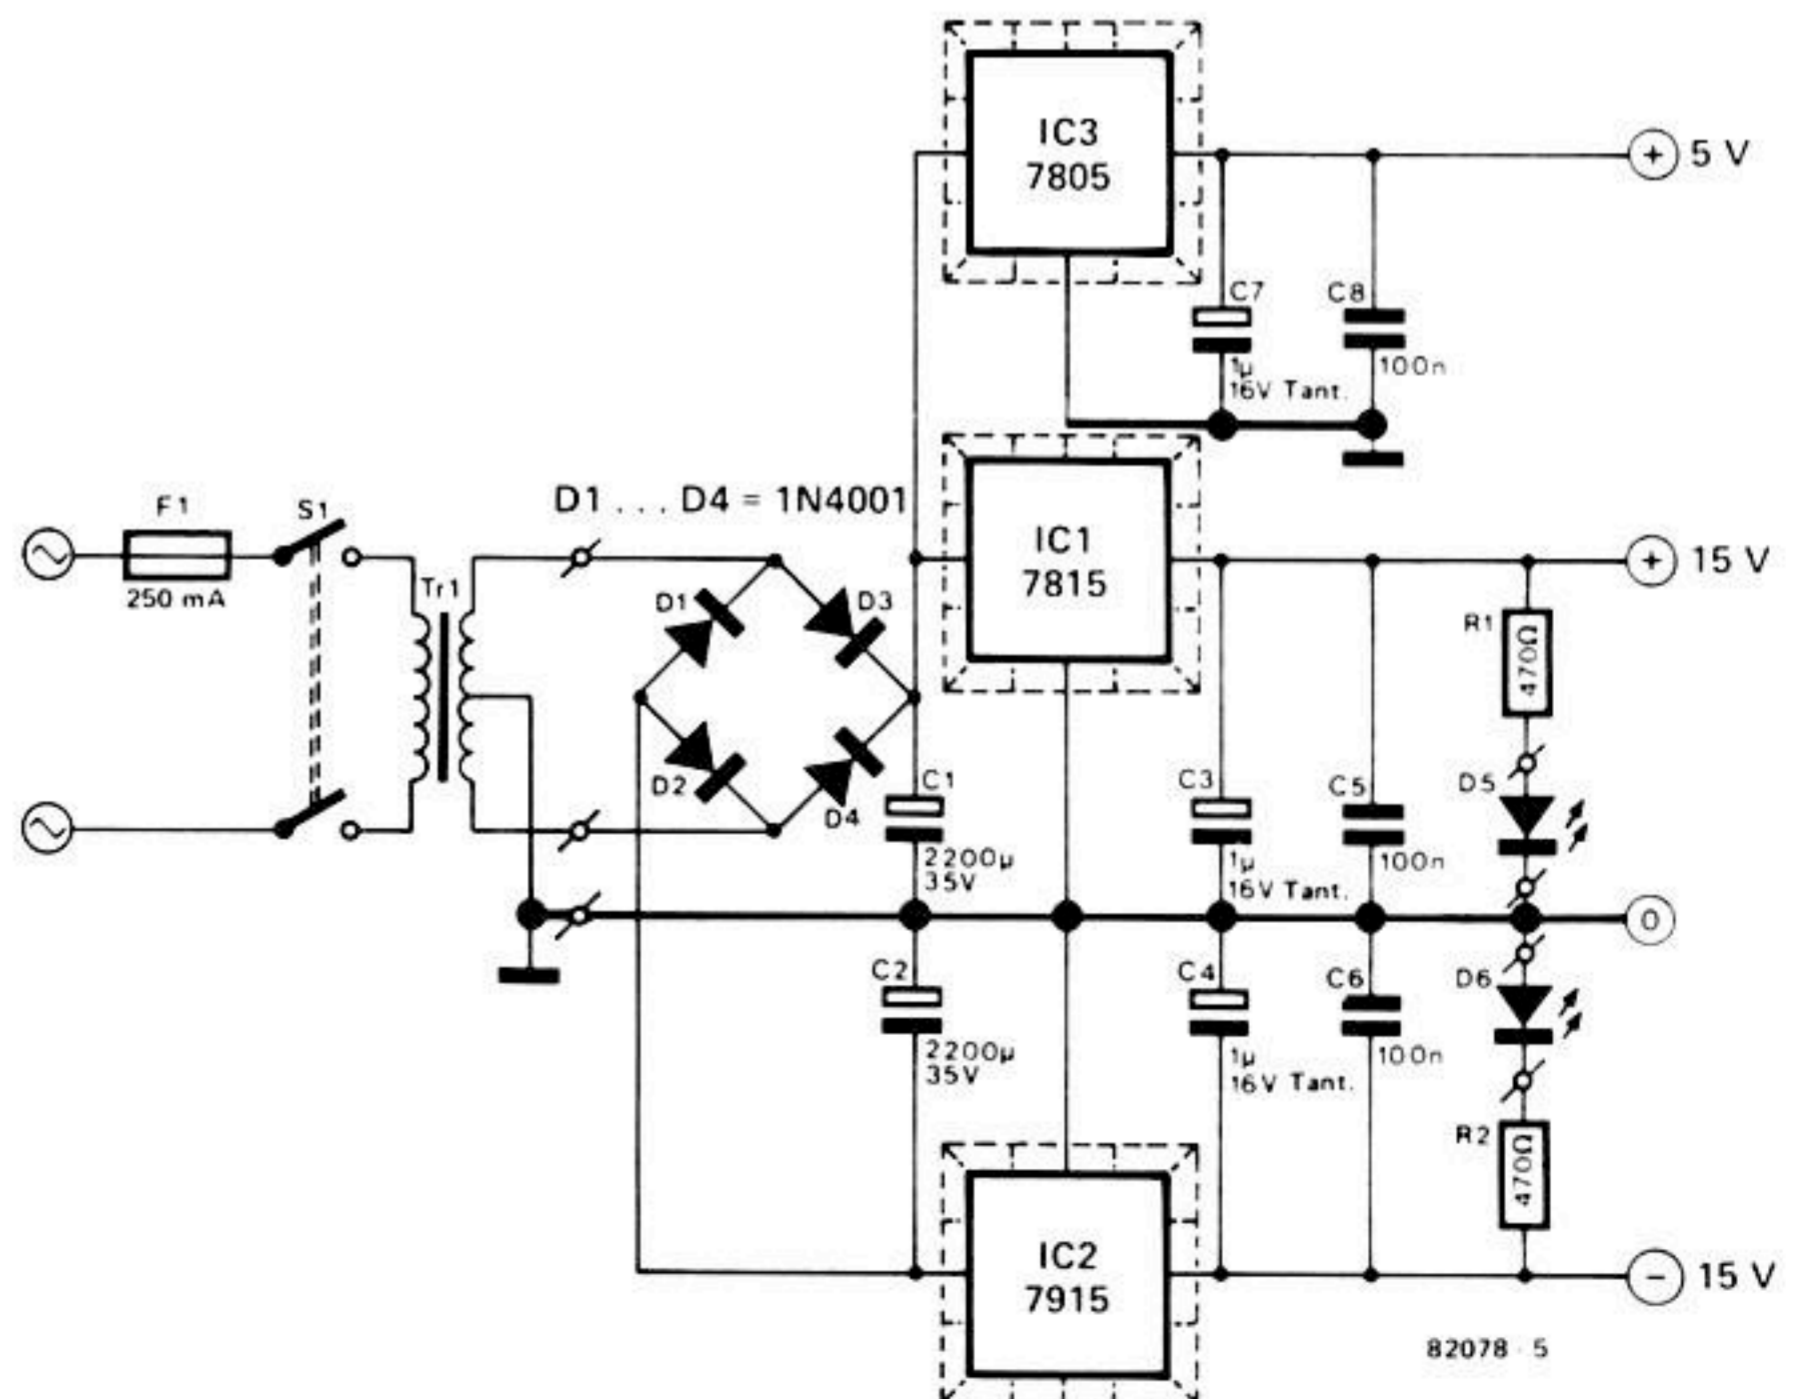 IC3
7805
+ 5 V
C7
1µ
16V Tant.
C8
100n
F1
250 mA
S1
Tr1
D1 ... D4 = 1N4001
D1
D3
D2
D4
IC1
7815
+ 15 V
R1
470Ω
C1
2200µ
35V
C3
1µ
16V Tant.
C5
100n
D5
0
C2
2200µ
35V
C4
1µ
16V Tant.
C6
100n
D6
R2
470Ω
IC2
7915
− 15 V
82078 - 5